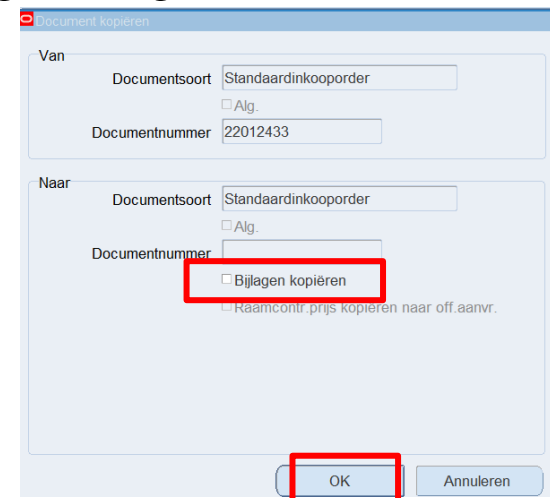 Document kopiëren
Van
Documentsoort Standaardinkooporder
Alg.
Documentnummer 22012433
Naar
Documentsoort Standaardinkooporder
Alg.
Documentnummer
Bijlagen kopiëren
Raamcontr.prijs kopiëren naar off.aanvr.
OK Annuleren